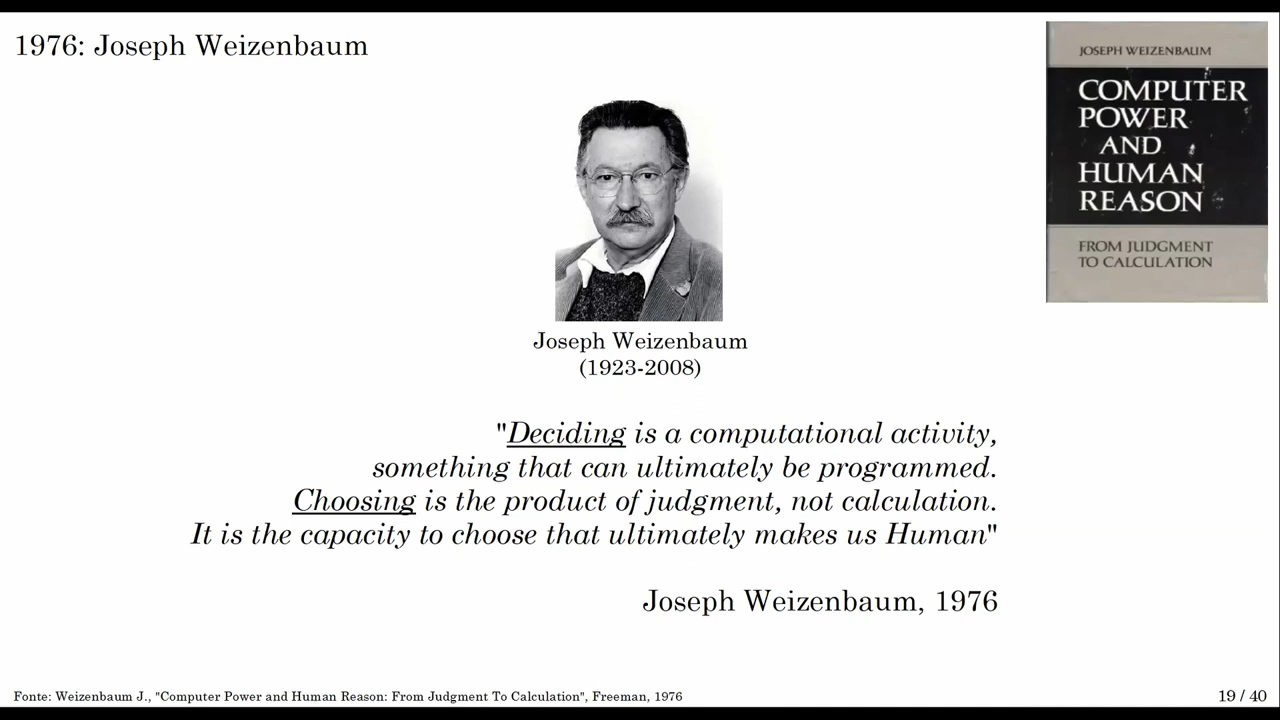 1976: Joseph Weizenbaum
JOSEPH WEIZENBAUM
COMPUTER
POWER
AND
HUMAN
REASON
FROM JUDGMENT
TO CALCULATION
Joseph Weizenbaum
(1923-2008)
"Deciding is a computational activity,
something that can ultimately be programmed.
Choosing is the product of judgment, not calculation.
It is the capacity to choose that ultimately makes us Human"
Joseph Weizenbaum, 1976
Fonte: Weizenbaum J., "Computer Power and Human Reason: From Judgment To Calculation", Freeman, 1976
19 / 40